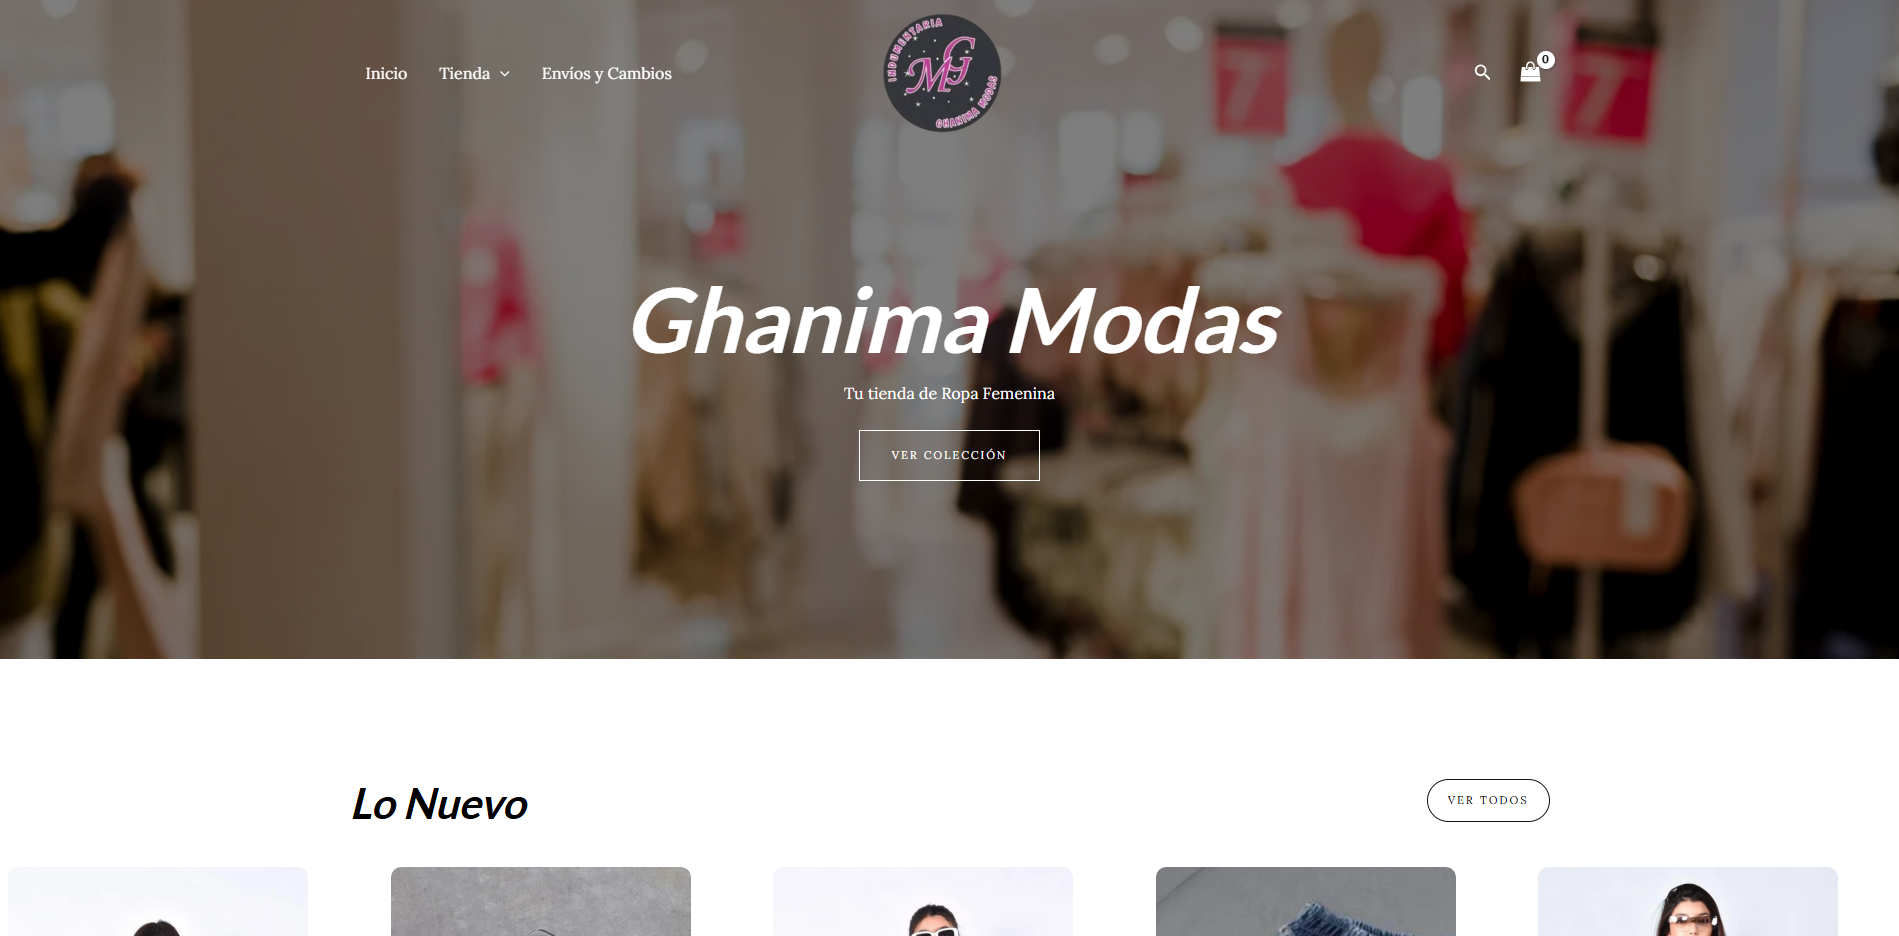 Inicio
Tienda
Envíos y Cambios
INDUMENTARIA
MG
GHANIMA MODAS
0
Ghanima Modas
Tu tienda de Ropa Femenina
VER COLECCIÓN
Lo Nuevo
VER TODOS